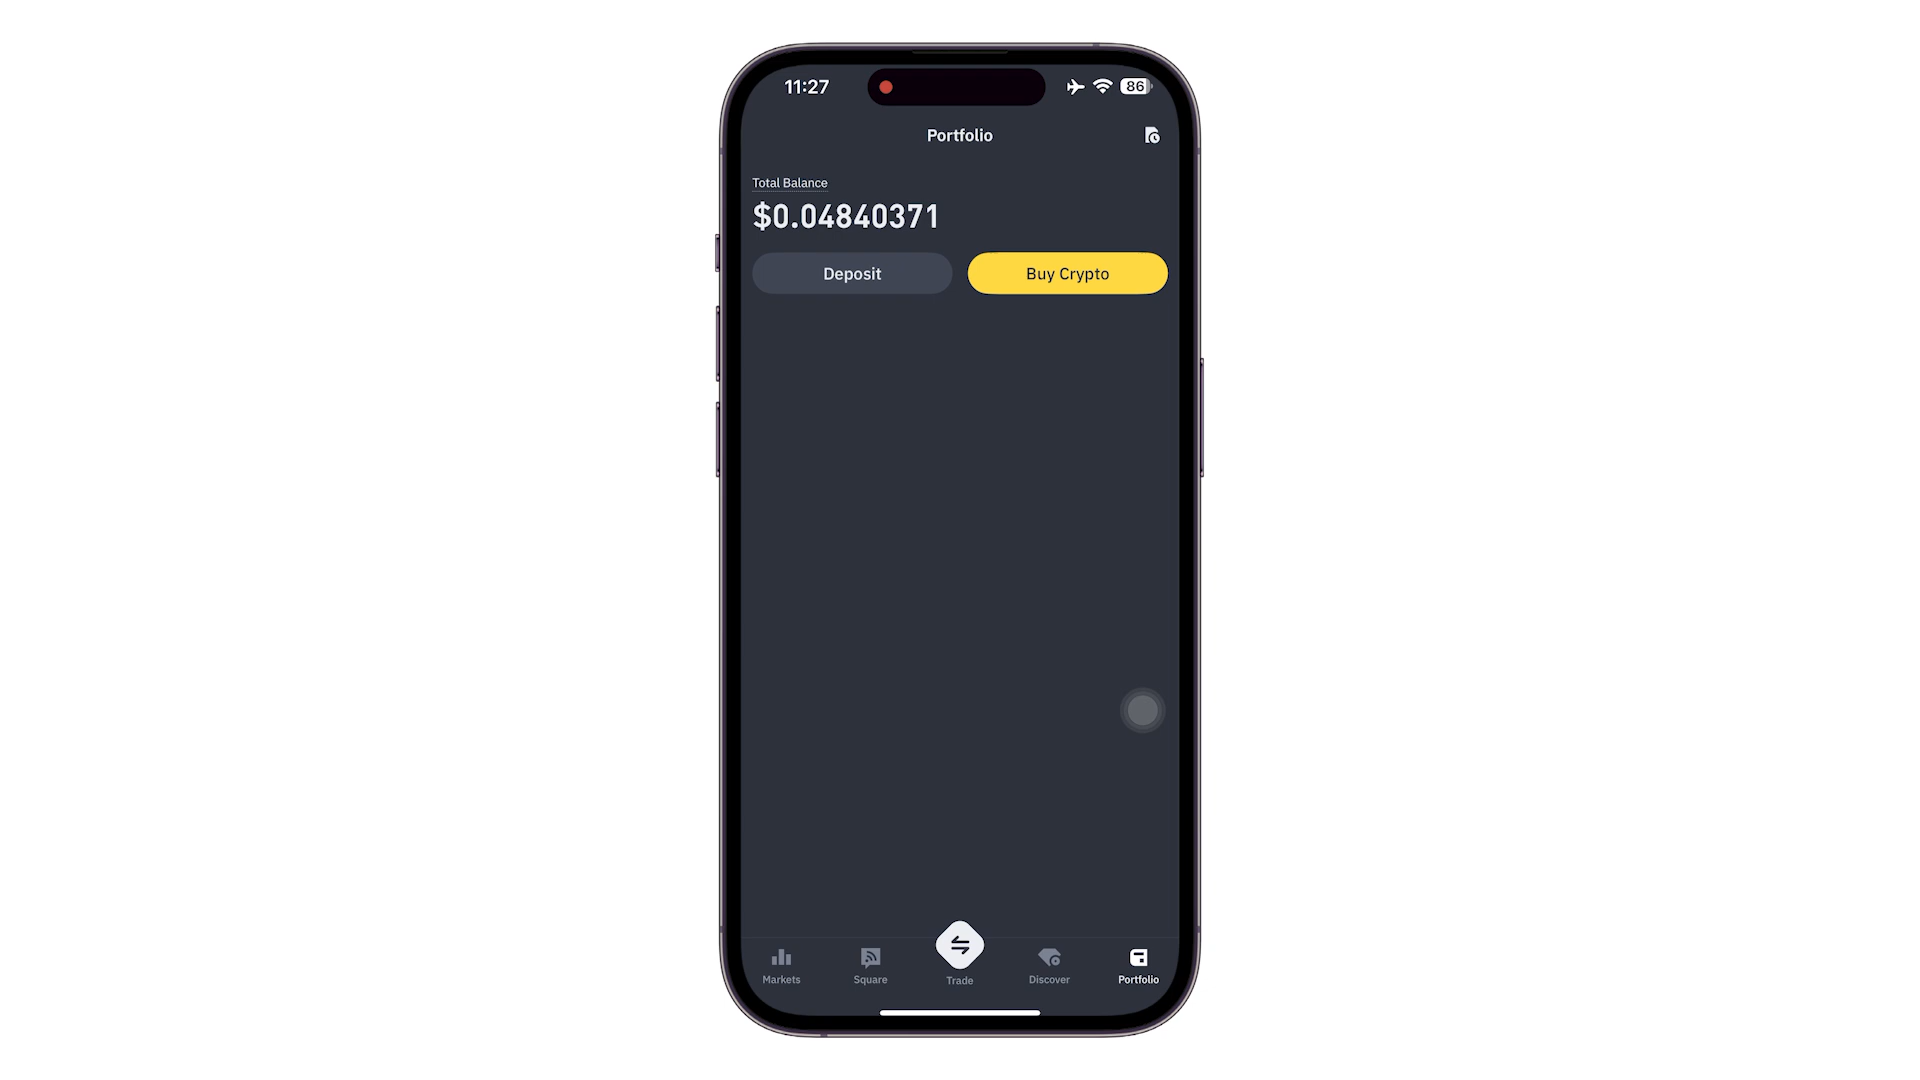 11:27
86
Portfolio
Total Balance
$0.04840371
Deposit
Buy Crypto
Markets
Square
Trade
Discover
Portfolio